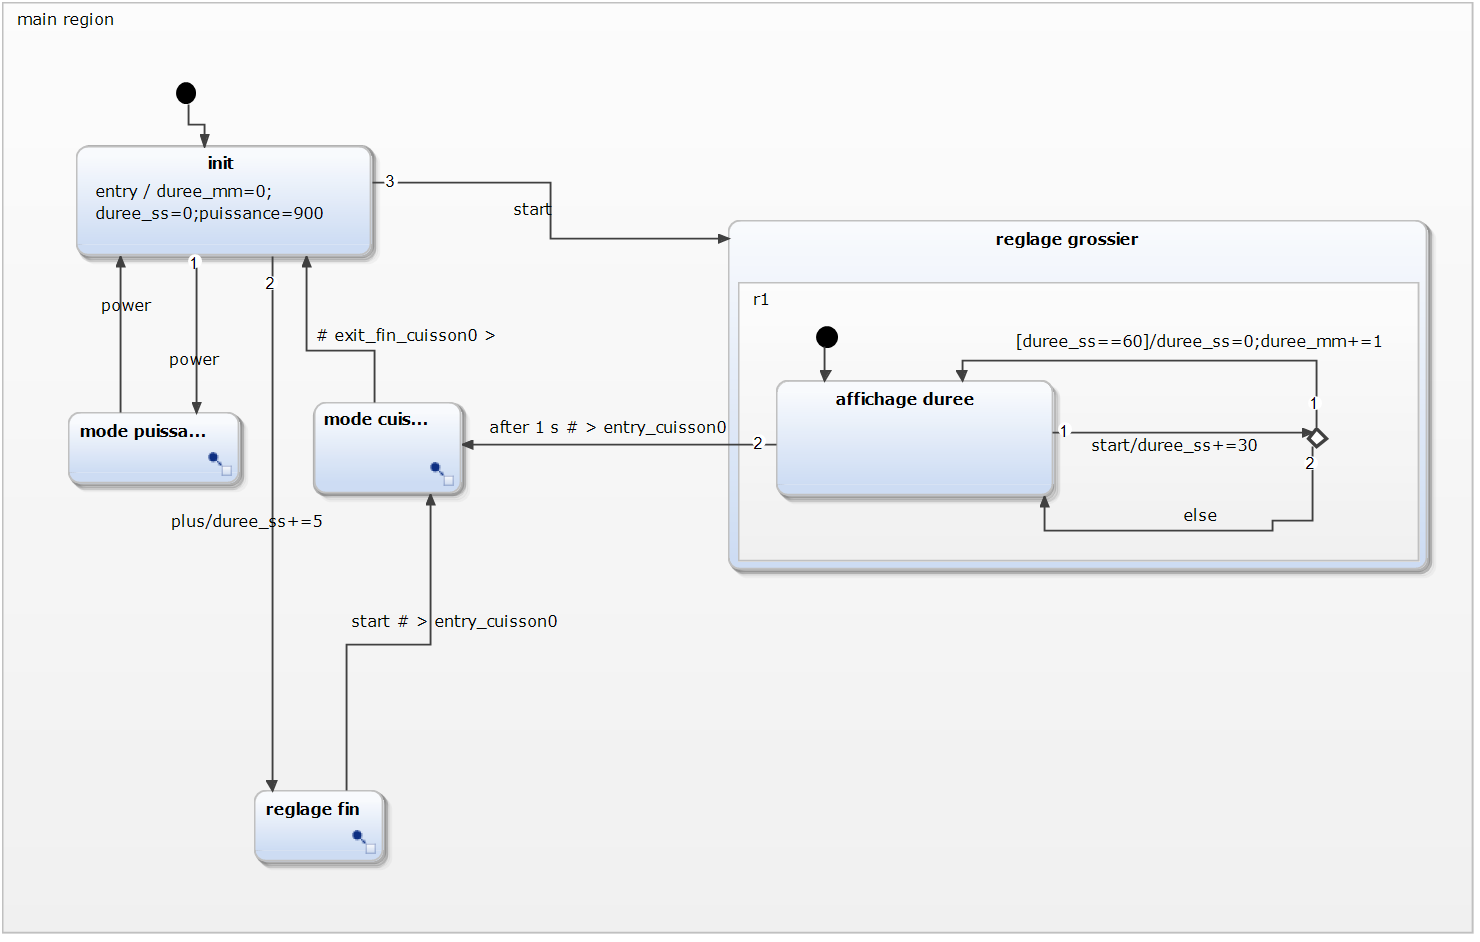 main region
init
entry / duree_mm=0;
duree_ss=0;puissance=900
3
start
1
2
power
power
# exit_fin_cuisson0 >
mode puissa...
mode cuis...
after 1 s # > entry_cuisson0
2
plus/duree_ss+=5
start # > entry_cuisson0
reglage fin
reglage grossier
r1
[duree_ss==60]/duree_ss=0;duree_mm+=1
affichage duree
1
1
start/duree_ss+=30
2
else